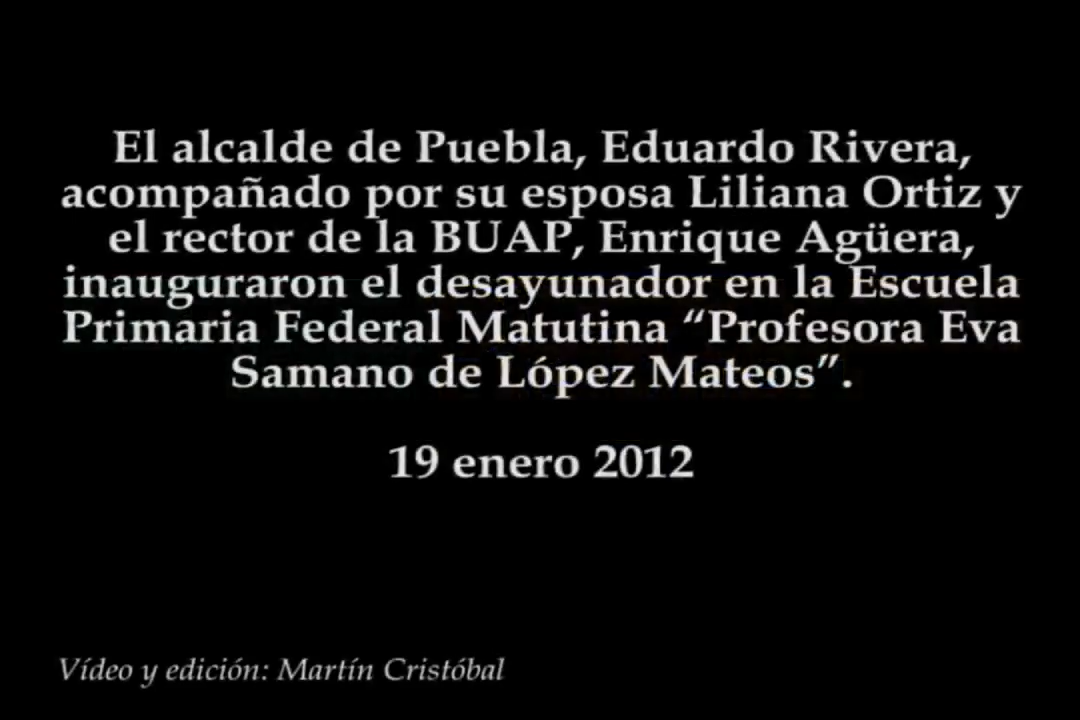 El alcalde de Puebla, Eduardo Rivera,
acompañado por su esposa Liliana Ortiz y
el rector de la BUAP, Enrique Agüera,
inauguraron el desayunador en la Escuela
Primaria Federal Matutina “Profesora Eva
Samano de López Mateos”.
19 enero 2012
Vídeo y edición: Martín Cristóbal